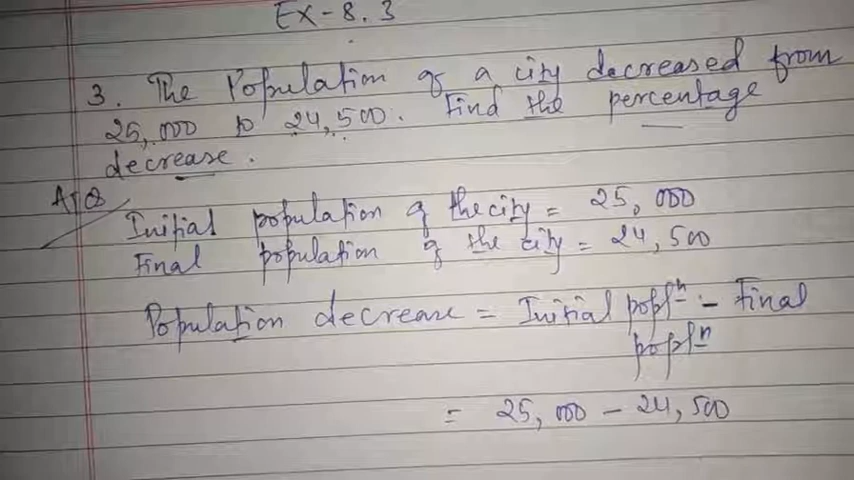 Ex-8.3
3. The Population of a city decreased from
25,000 to 24,500. Find the percentage
decrease.
ATQ
Initial population of the city = 25,000
Final population of the city = 24,500
Population decrease = Initial popl^n - Final
popl^n
= 25,000 - 24,500